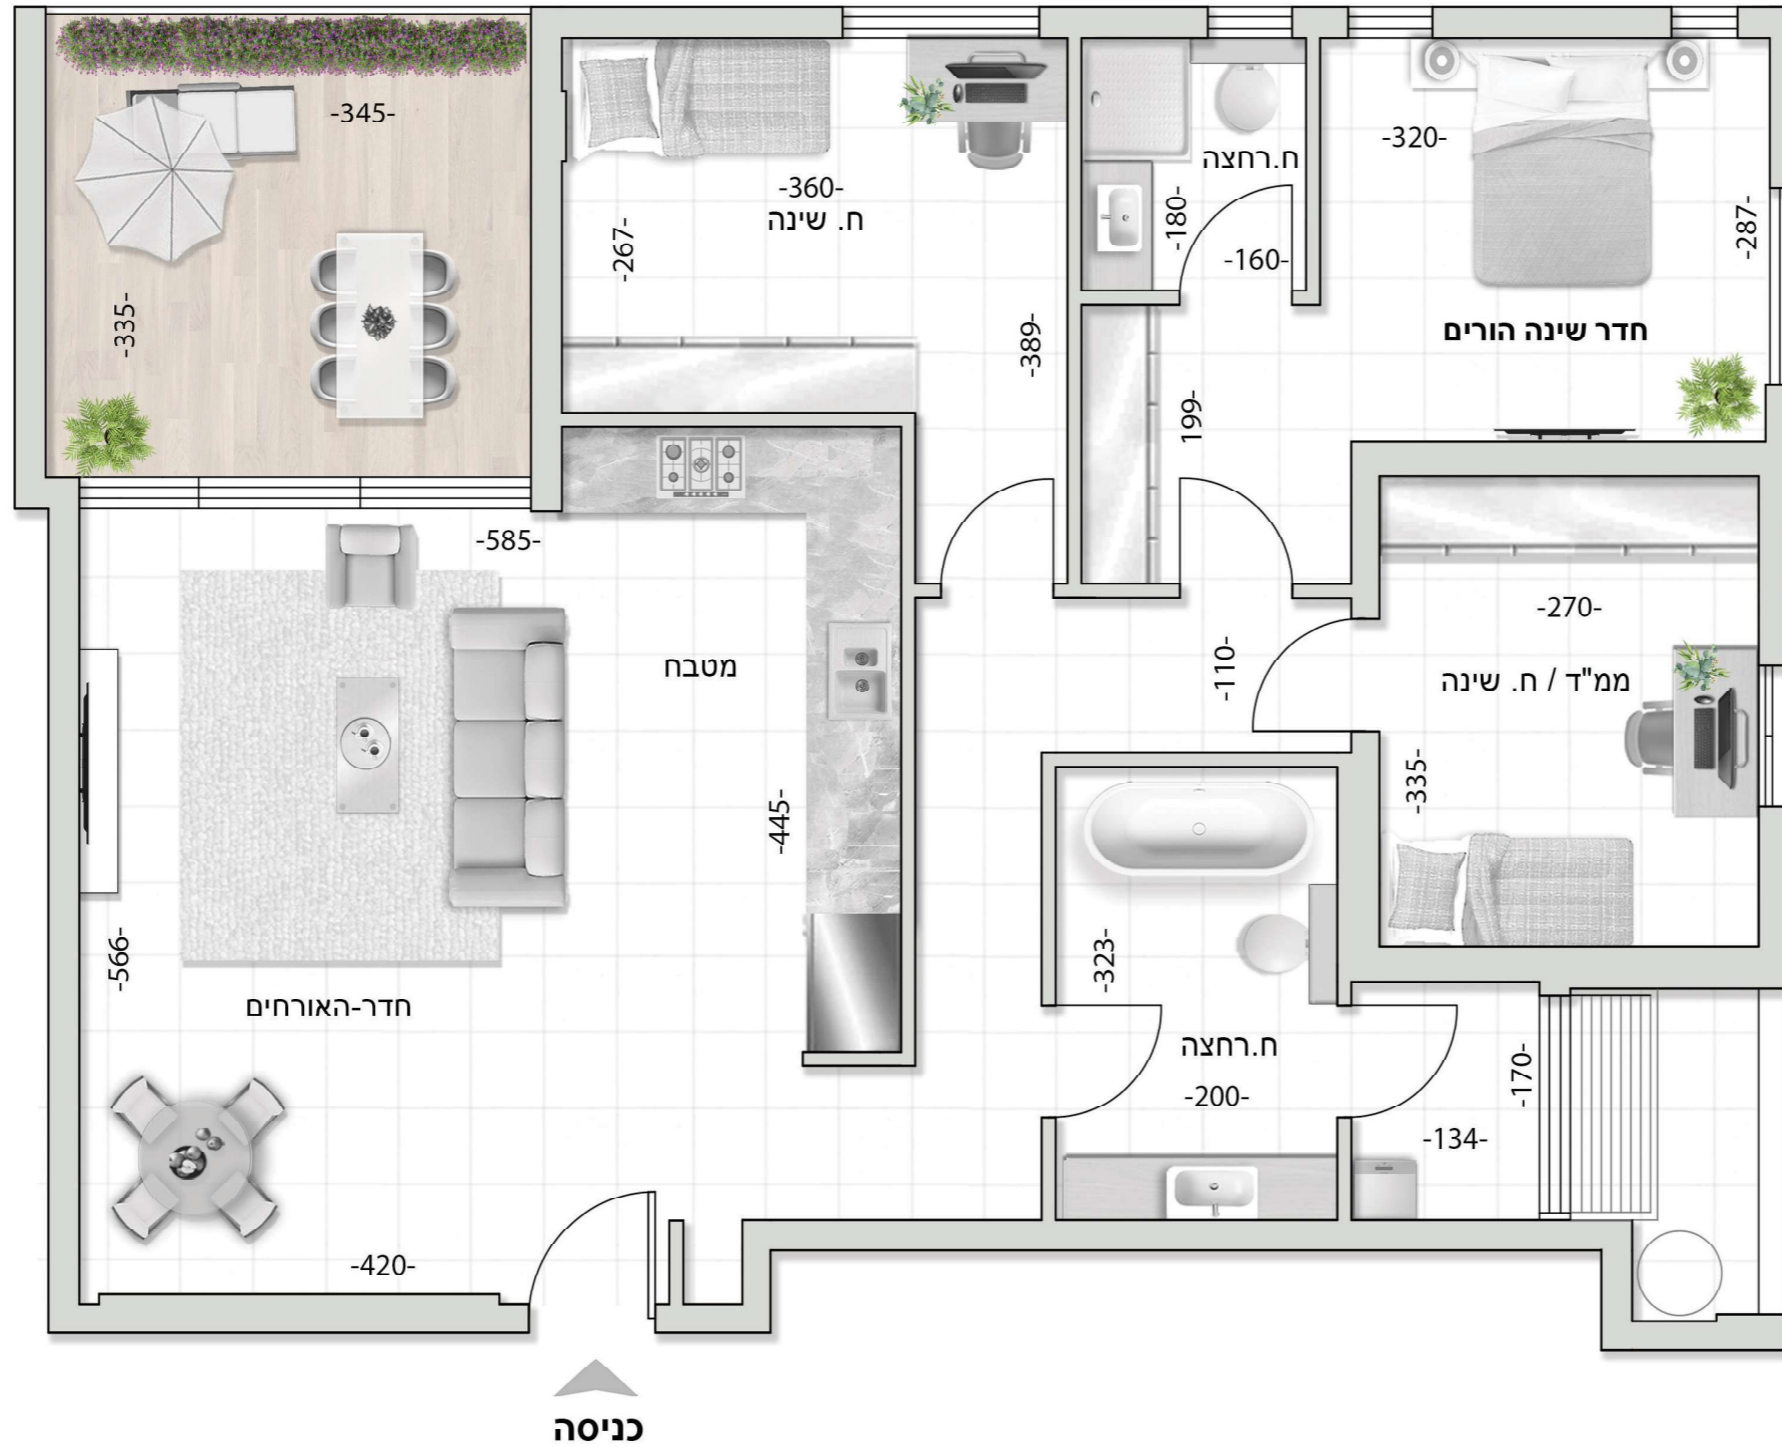 -345-
-335-
-360-
ח. שינה
-267-
-389-
ח.רחצה
-180-
-160-
-320-
-287-
חדר שינה הורים
-199-
-585-
מטבח
-445-
-566-
חדר-האורחים
-420-
-110-
-270-
ממ"ד / ח. שינה
-335-
-323-
ח.רחצה
-200-
-170-
-134-
כניסה